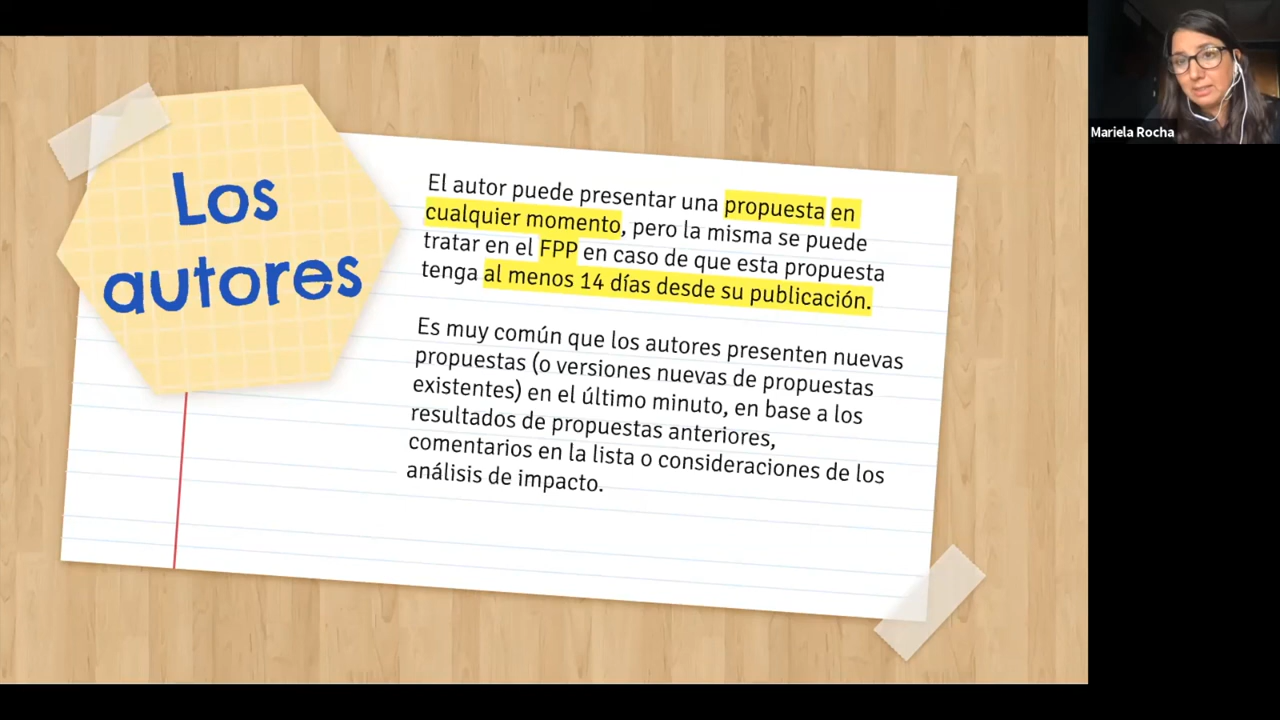 Los
autores
El autor puede presentar una propuesta en
cualquier momento, pero la misma se puede
tratar en el FPP en caso de que esta propuesta
tenga al menos 14 días desde su publicación.
Es muy común que los autores presenten nuevas
propuestas (o versiones nuevas de propuestas
existentes) en el último minuto, en base a los
resultados de propuestas anteriores,
comentarios en la lista o consideraciones de los
análisis de impacto.
Mariela Rocha